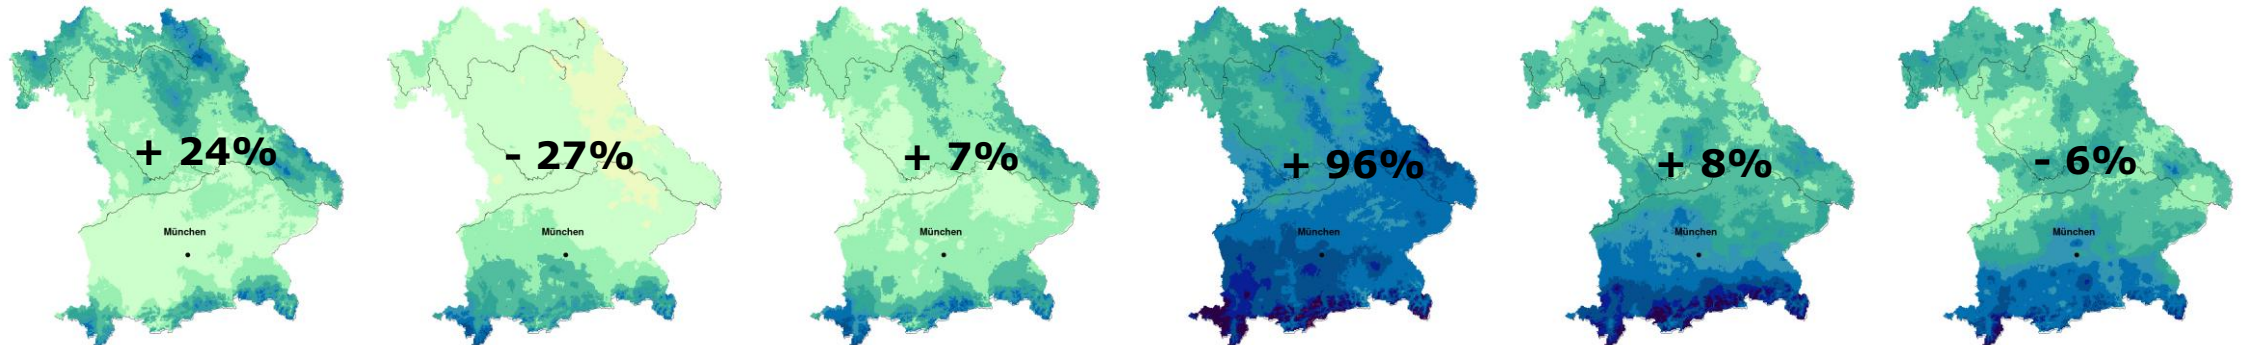 + 24%
- 27%
+ 7%
+ 96%
+ 8%
- 6%
München
München
München
München
München
München